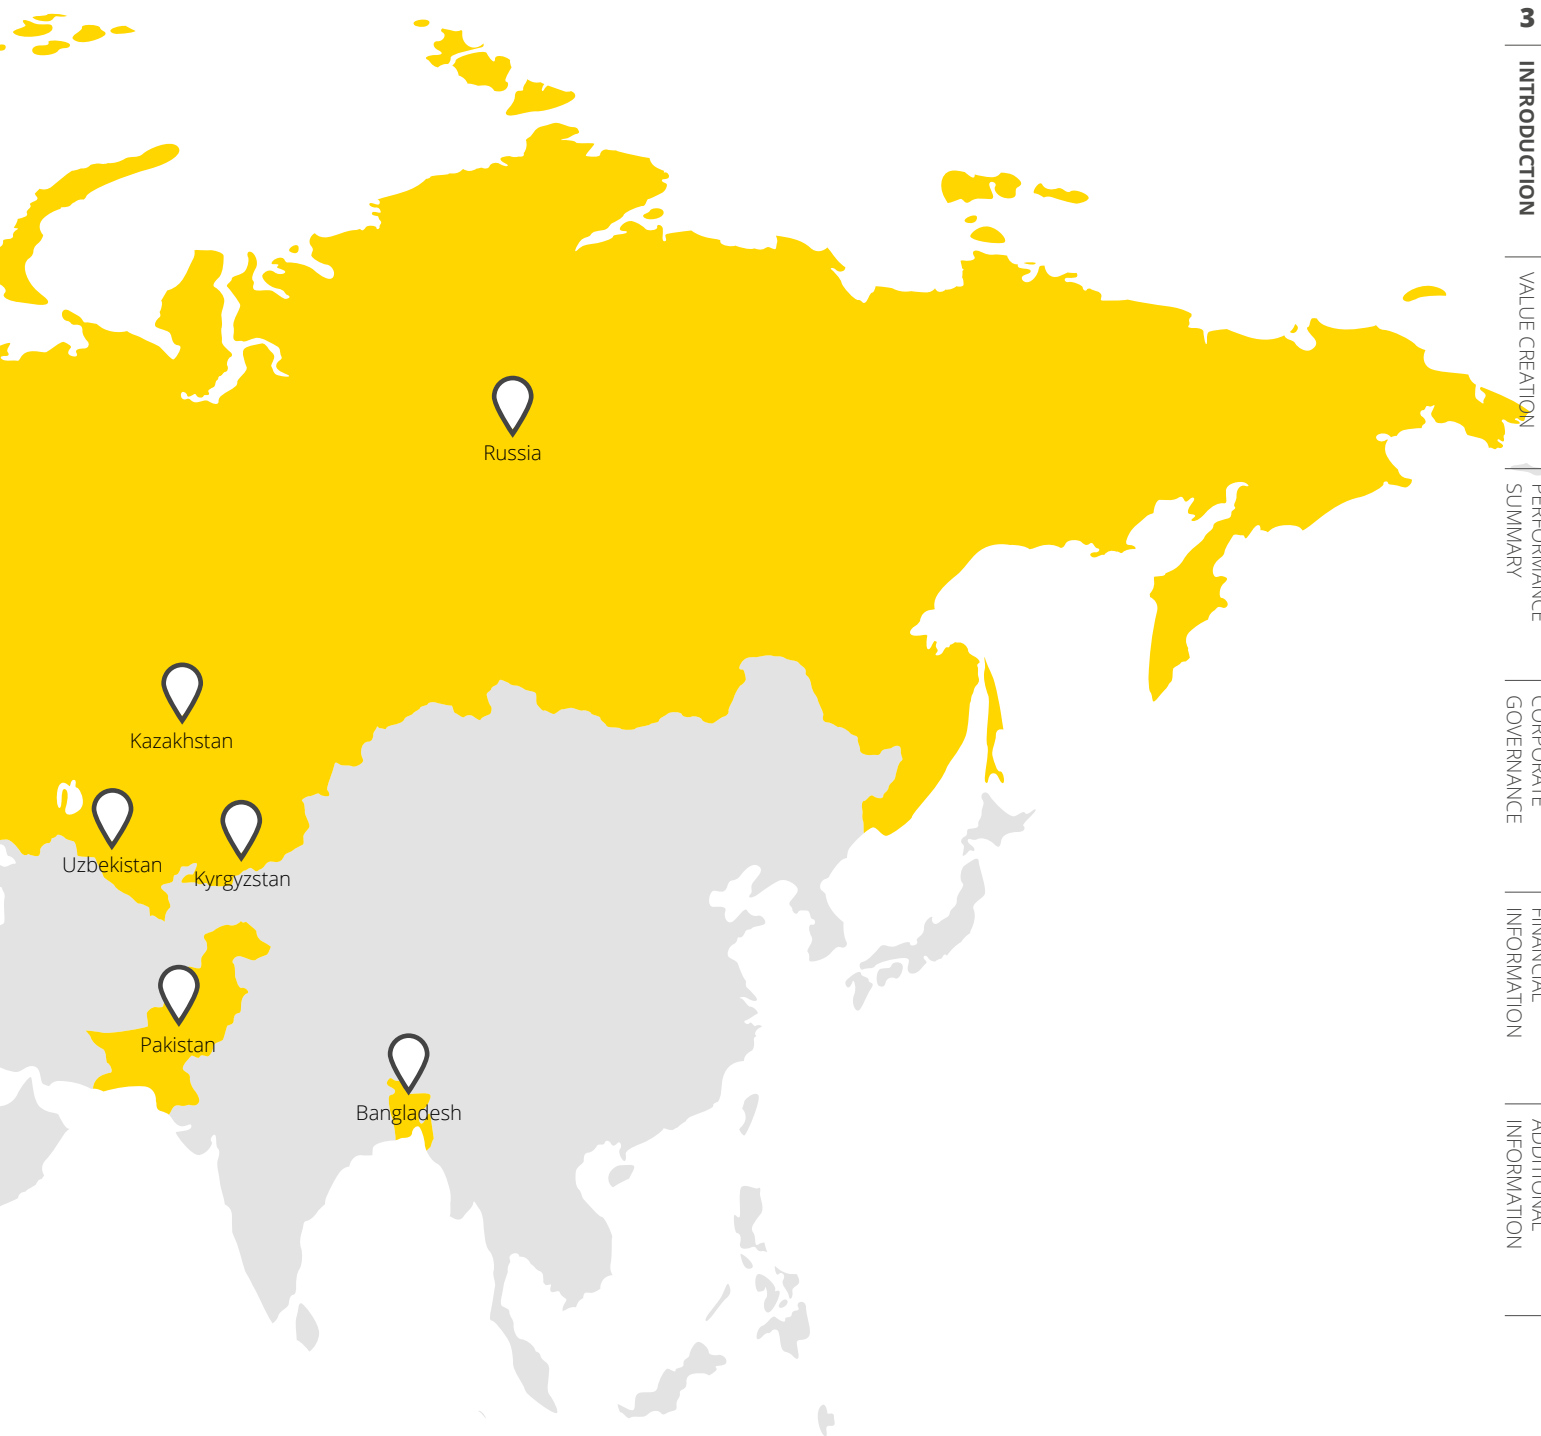 3
INTRODUCTION
VALUE CREATION
PERFORMANCE
SUMMARY
CORPORATE
GOVERNANCE
FINANCIAL
INFORMATION
ADDITIONAL
INFORMATION
Russia
Kazakhstan
Uzbekistan
Kyrgyzstan
Pakistan
Bangladesh